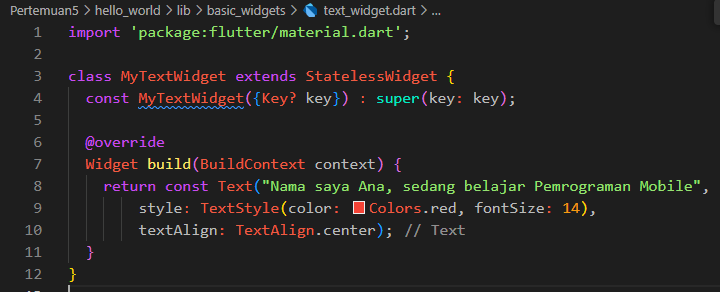 Pertemuan5 > hello_world > lib > basic_widgets > text_widget.dart > ...
1 import 'package:flutter/material.dart';
2
3 class MyTextWidget extends StatelessWidget {
4   const MyTextWidget({Key? key}) : super(key: key);
5
6   @override
7   Widget build(BuildContext context) {
8     return const Text("Nama saya Ana, sedang belajar Pemrograman Mobile",
9         style: TextStyle(color: Colors.red, fontSize: 14),
10         textAlign: TextAlign.center); // Text
11   }
12 }